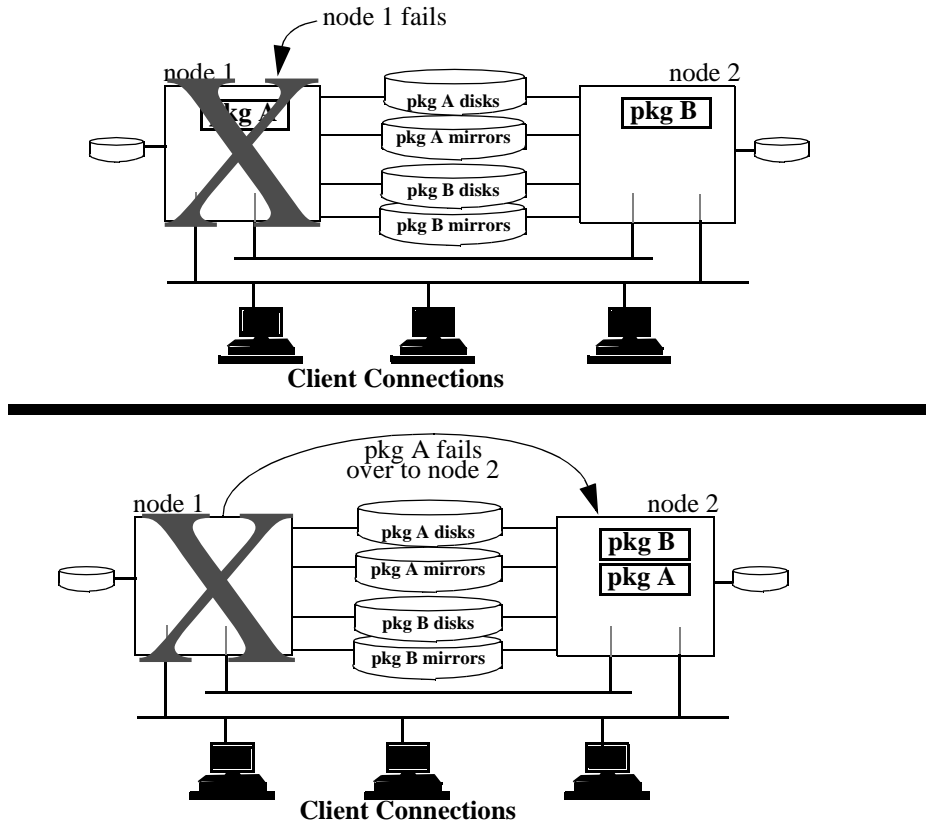 node 1 fails
node 1
node 2
pkg A
pkg B
pkg A disks
pkg A mirrors
pkg B disks
pkg B mirrors
Client Connections
pkg A fails
over to node 2
node 1
node 2
pkg A disks
pkg B
pkg A mirrors
pkg A
pkg B disks
pkg B mirrors
Client Connections